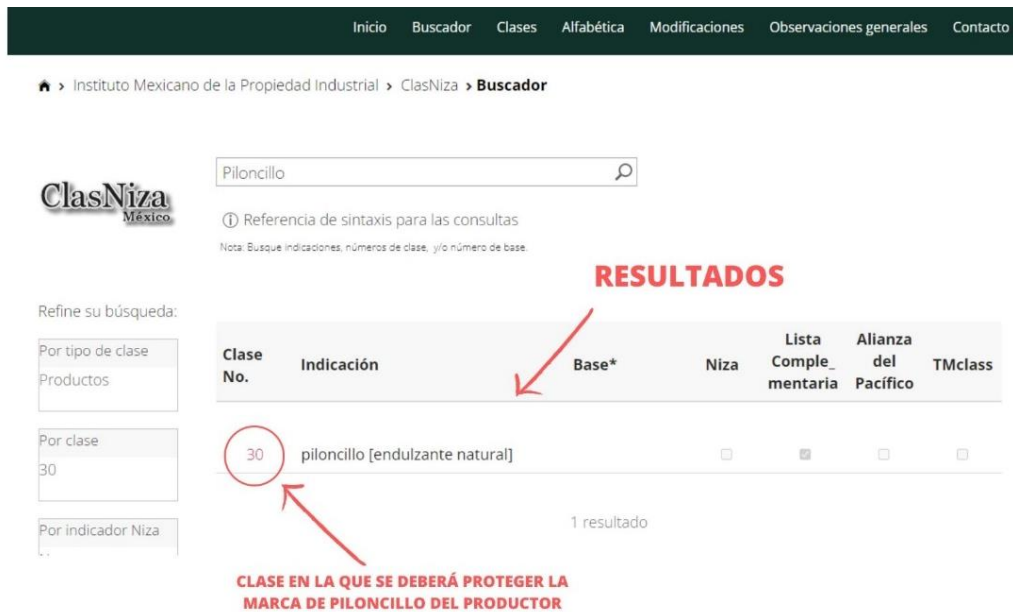 Inicio Buscador Clases Alfabética Modificaciones Observaciones generales Contacto
> Instituto Mexicano de la Propiedad Industrial > ClasNiza > Buscador
ClasNiza
México
Piloncillo
Referencia de sintaxis para las consultas
Nota: Busque indicaciones, números de clase, y/o número de base.
RESULTADOS
Refine su búsqueda:
Por tipo de clase
Productos
Por clase
30
Por indicador Niza
Clase No. Indicación Base* Niza Lista Comple_ mentaria Alianza del Pacífico TMclass
30 piloncillo [endulzante natural]
1 resultado
CLASE EN LA QUE SE DEBERÁ PROTEGER LA
MARCA DE PILONCILLO DEL PRODUCTOR